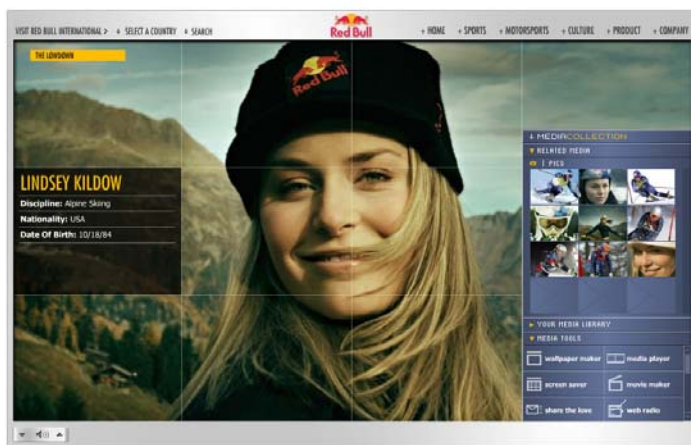 VISIT RED BULL INTERNATIONAL > + SELECT A COUNTRY + SEARCH
Red Bull
+ HOME + SPORTS + MOTORSPORTS + CULTURE + PRODUCT + COMPANY
THE LOWDOWN
Red Bull
LINDSEY KILDOW
Discipline: Alpine Skiing
Nationality: USA
Date Of Birth: 10/18/84
MEDIACOLLECTION
RELATED MEDIA
PICS
YOUR MEDIA LIBRARY
MEDIA TOOLS
wallpaper maker
media player
screen saver
movie maker
share the love
web radio